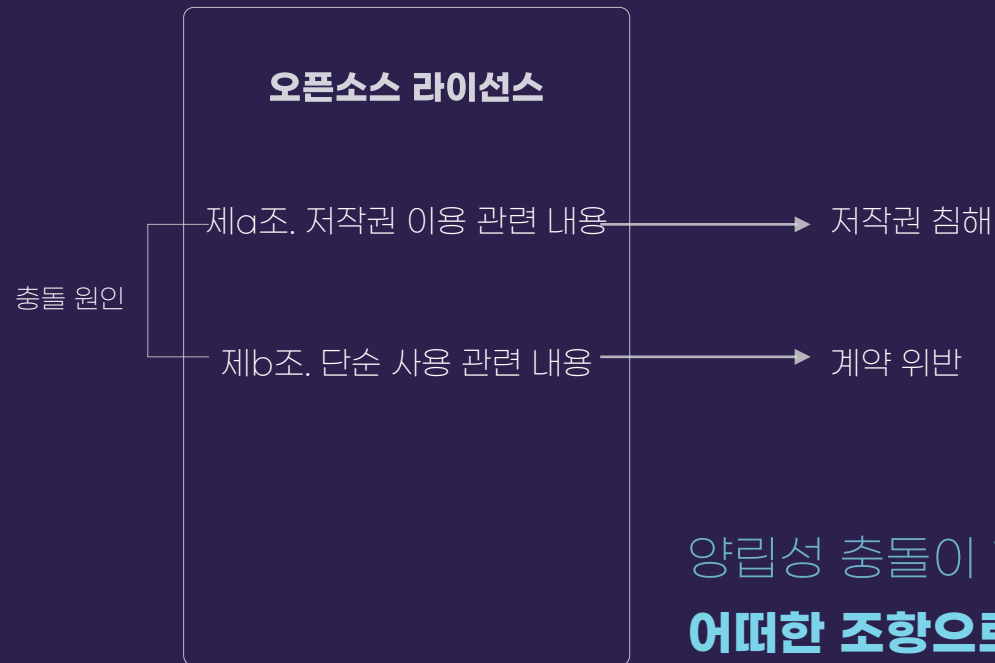 오픈소스 라이선스
제a조. 저작권 이용 관련 내용
저작권 침해
충돌 원인
제b조. 단순 사용 관련 내용
계약 위반
양립성 충돌이
어떠한 조항으로